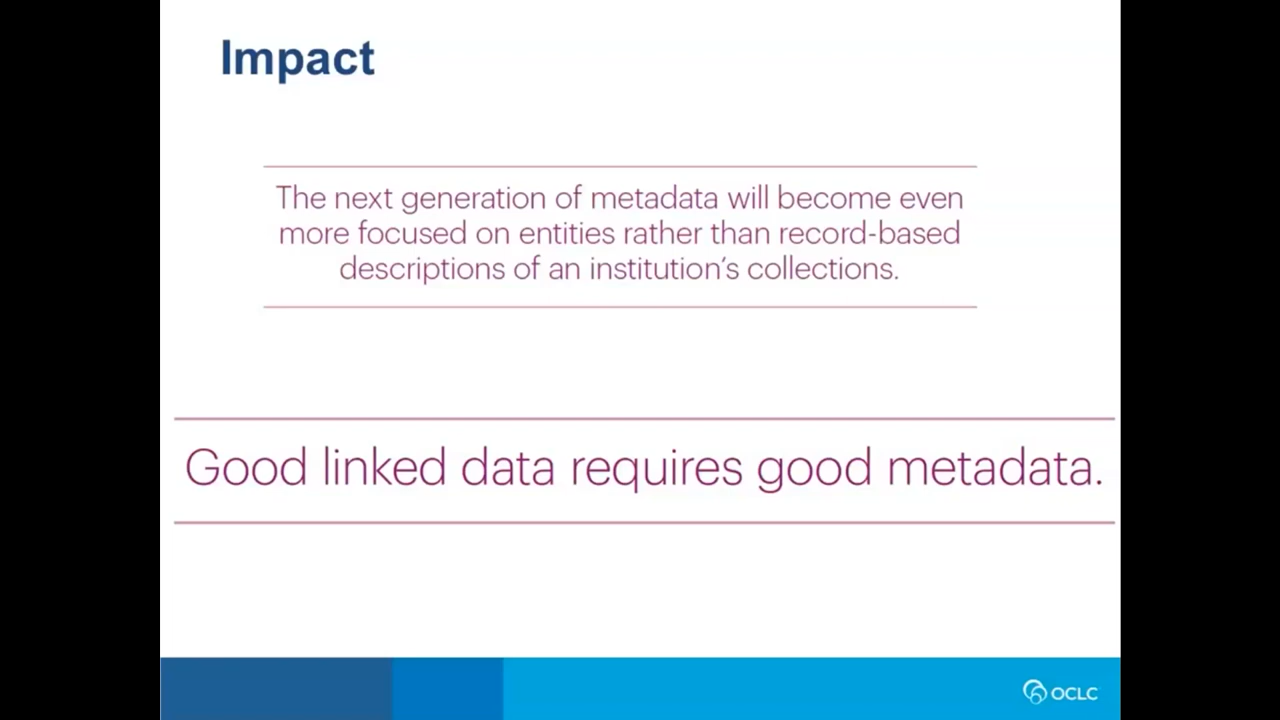 Impact
The next generation of metadata will become even
more focused on entities rather than record-based
descriptions of an institution's collections.
Good linked data requires good metadata.
OCLC